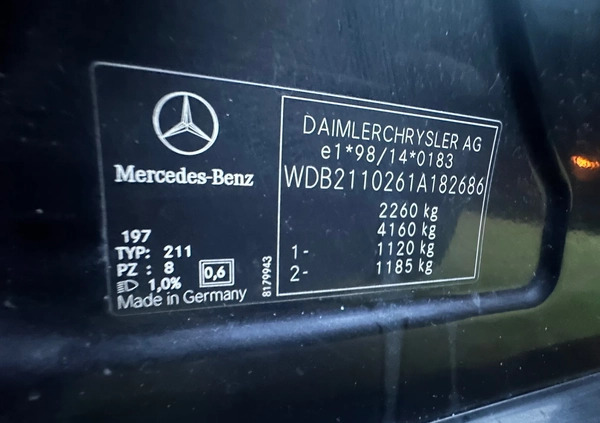 Mercedes-Benz
197
TYP: 211
PZ : 8
1,0%
0,6
Made in Germany
8179943
DAIMLERCHRYSLER AG
e1*98/14*0183
WDB2110261A182686
2260 kg
4160 kg
1- 1120 kg
2- 1185 kg